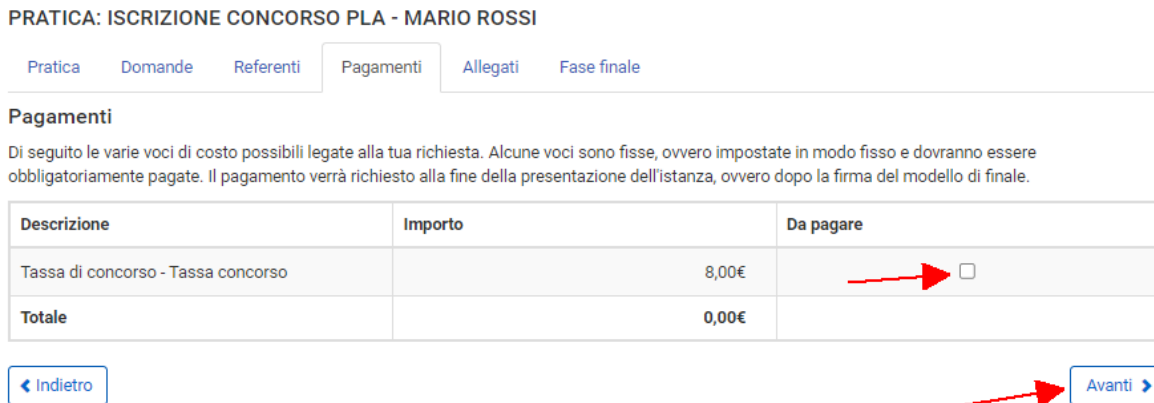 PRATICA: ISCRIZIONE CONCORSO PLA - MARIO ROSSI
Pratica Domande Referenti Pagamenti Allegati Fase finale
Pagamenti
Di seguito le varie voci di costo possibili legate alla tua richiesta. Alcune voci sono fisse, ovvero impostate in modo fisso e dovranno essere
obbligatoriamente pagate. Il pagamento verrà richiesto alla fine della presentazione dell'istanza, ovvero dopo la firma del modello di finale.
Descrizione Importo Da pagare
Tassa di concorso - Tassa concorso 8,00€
Totale 0,00€
Indietro Avanti